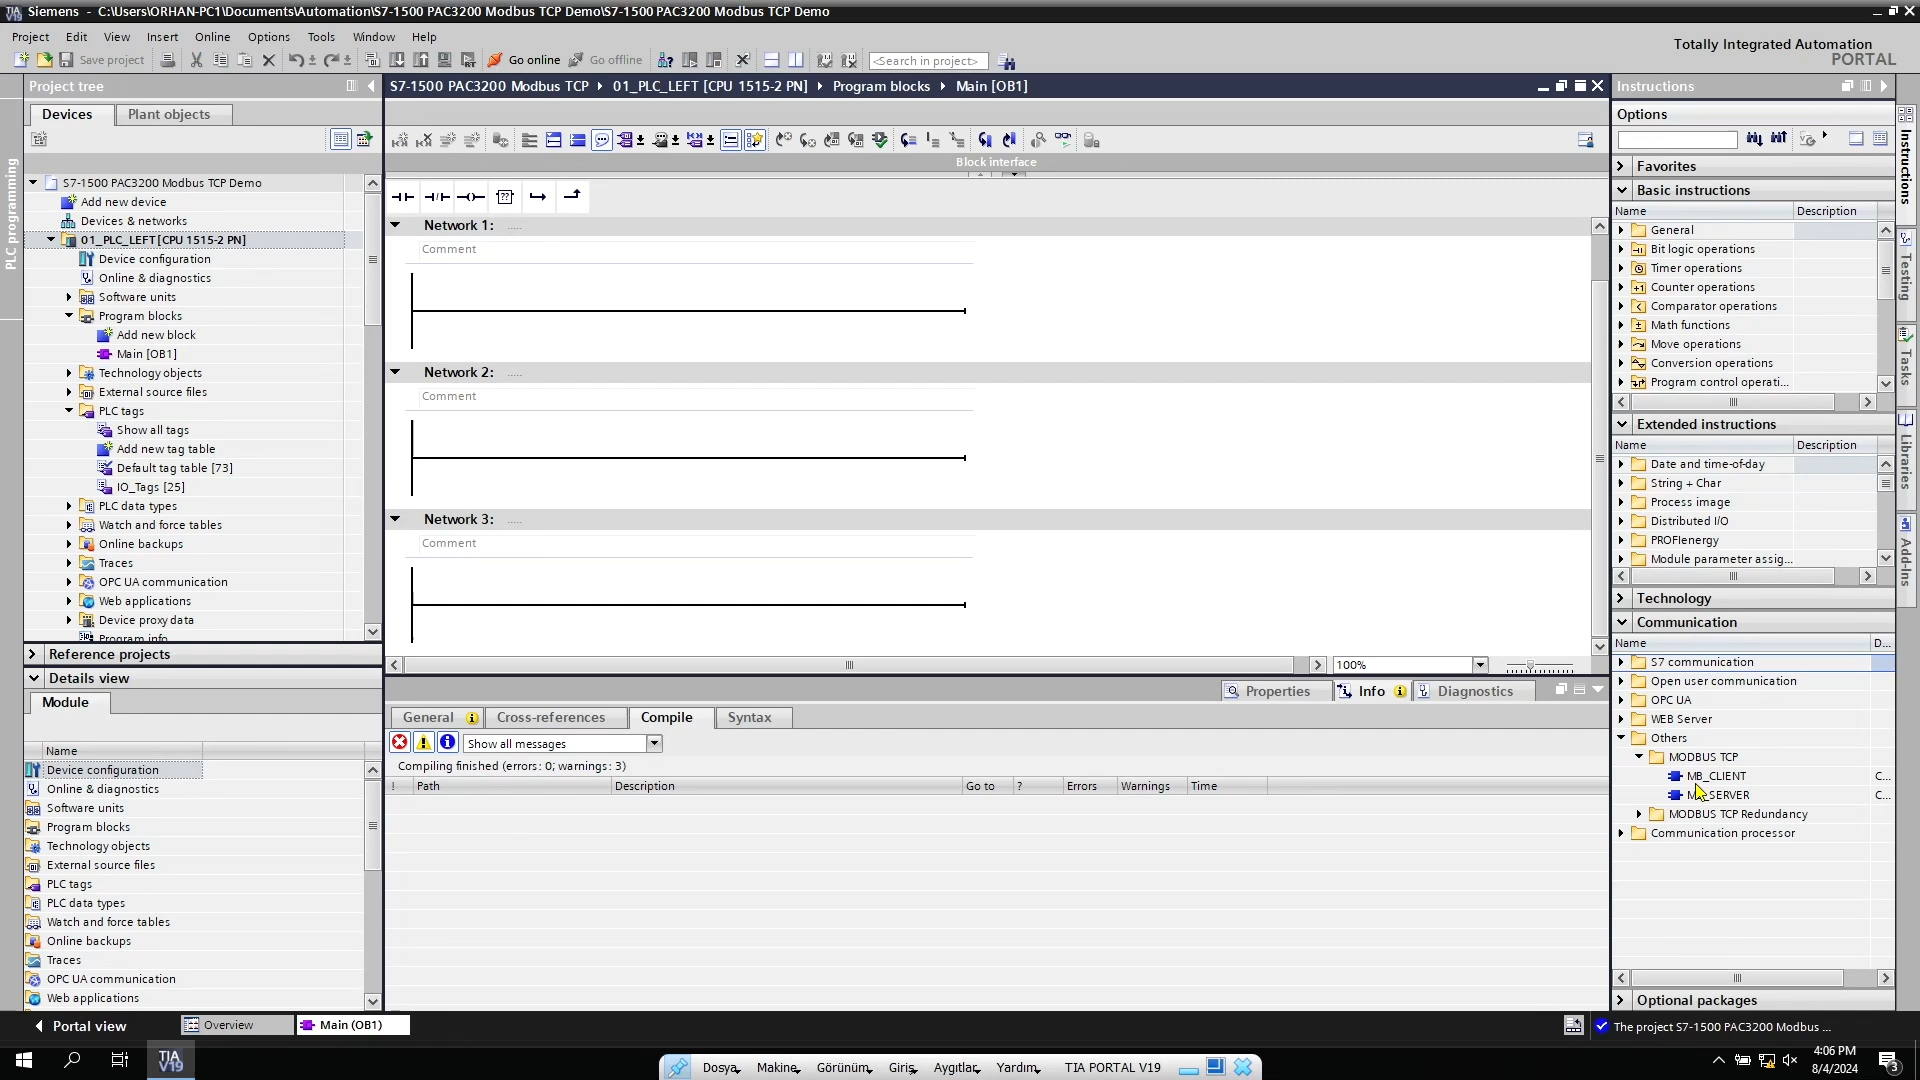 Siemens - C:\Users\ORHAN-PC1\Documents\Automation\S7-1500 PAC3200 Modbus TCP Demo\S7-1500 PAC3200 Modbus TCP Demo
Project Edit View Insert Online Options Tools Window Help
Totally Integrated Automation
PORTAL
Save project Go online Go offline <Search in project>
Project tree
S7-1500 PAC3200 Modbus TCP 01_PLC_LEFT [CPU 1515-2 PN] Program blocks Main [OB1]
Instructions
Devices Plant objects
Options
PLC programming
Block interface
S7-1500 PAC3200 Modbus TCP Demo
Add new device
Devices & networks
01_PLC_LEFT [CPU 1515-2 PN]
Device configuration
Online & diagnostics
Software units
Program blocks
Add new block
Main [OB1]
Technology objects
External source files
PLC tags
Show all tags
Add new tag table
Default tag table [73]
IO_Tags [25]
PLC data types
Watch and force tables
Online backups
Traces
OPC UA communication
Web applications
Device proxy data
Program info
Reference projects
Details view
Module
Name
Device configuration
Online & diagnostics
Software units
Program blocks
Technology objects
External source files
PLC tags
PLC data types
Watch and force tables
Online backups
Traces
OPC UA communication
Web applications
Network 1: .....
Comment
Network 2: .....
Comment
Network 3: .....
Comment
100%
Properties Info Diagnostics
General Cross-references Compile Syntax
Show all messages
Compiling finished (errors: 0; warnings: 3)
! Path Description Go to ? Errors Warnings Time
Favorites
Basic instructions
Name Description
General
Bit logic operations
Timer operations
Counter operations
Comparator operations
Math functions
Move operations
Conversion operations
Program control operati...
Extended instructions
Name Description
Date and time-of-day
String + Char
Process image
Distributed I/O
PROFIenergy
Module parameter assig...
Technology
Communication
Name D...
S7 communication
Open user communication
OPC UA
WEB Server
Others
MODBUS TCP
MB_CLIENT C...
MB_SERVER C...
MODBUS TCP Redundancy
Communication processor
Optional packages
Instructions
Testing
Tasks
Libraries
Add-Ins
Portal view Overview Main (OB1)
The project S7-1500 PAC3200 Modbus ...
TIA V19
Dosya Makine Görünüm Giriş Aygıtlar Yardım TIA PORTAL V19
4:06 PM
8/4/2024
3